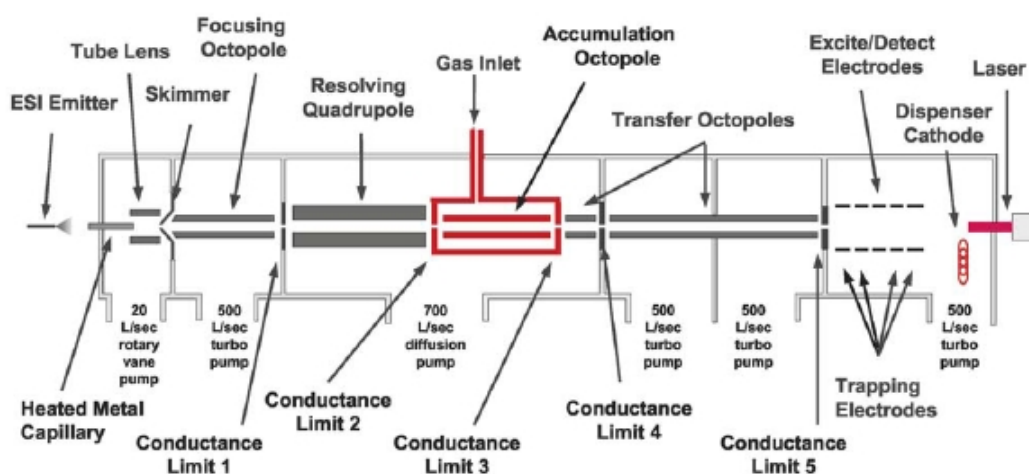 Focusing
Octopole
Tube Lens
Skimmer
ESI Emitter
Resolving
Quadrupole
Gas Inlet
Accumulation
Octopole
Transfer Octopoles
Excite/Detect
Electrodes
Laser
Dispenser
Cathode
20
L/sec
rotary
vane
pump
500
L/sec
turbo
pump
700
L/sec
diffusion
pump
500
L/sec
turbo
pump
500
L/sec
turbo
pump
500
L/sec
turbo
pump
Heated Metal
Capillary
Conductance
Limit 1
Conductance
Limit 2
Conductance
Limit 3
Conductance
Limit 4
Conductance
Limit 5
Trapping
Electrodes